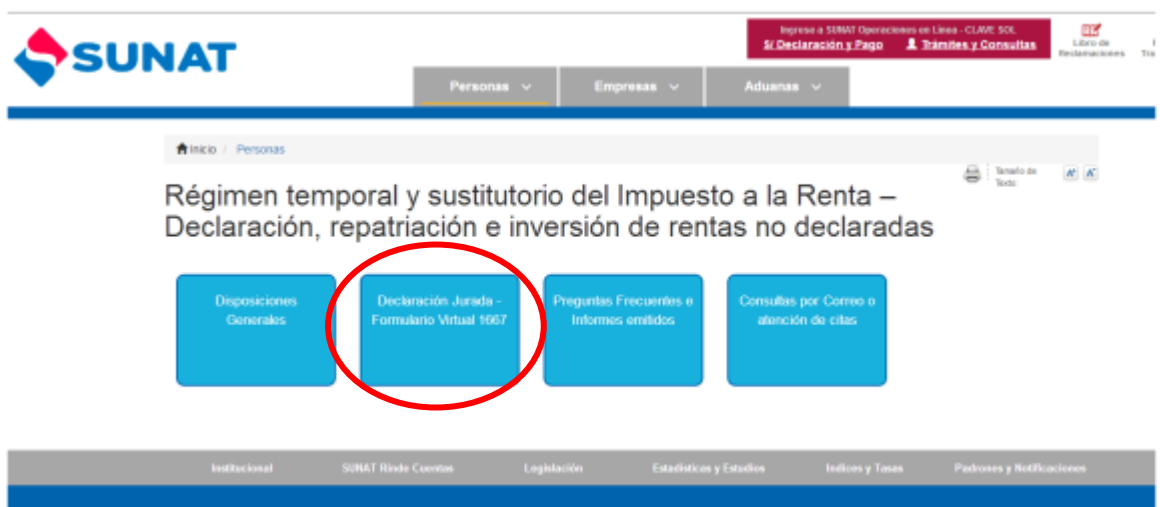 SUNAT
Ingrese a SUNAT Operaciones en Línea - CLAVE SOL
S/ Declaración y Pago
Trámites y Consultas
Libro de
Reclamaciones
Personas
Empresas
Aduanas
Inicio / Personas
Tamaño de
Texto
Régimen temporal y sustitutorio del Impuesto a la Renta –
Declaración, repatriación e inversión de rentas no declaradas
Disposiciones
Generales
Declaración Jurada -
Formulario Virtual 1667
Preguntas Frecuentes e
Informes emitidos
Consultas por Correo o
atención de citas
Institucional
SUNAT Rinde Cuentas
Legislación
Estadísticas y Estudios
Indices y Tasas
Padrones y Notificaciones